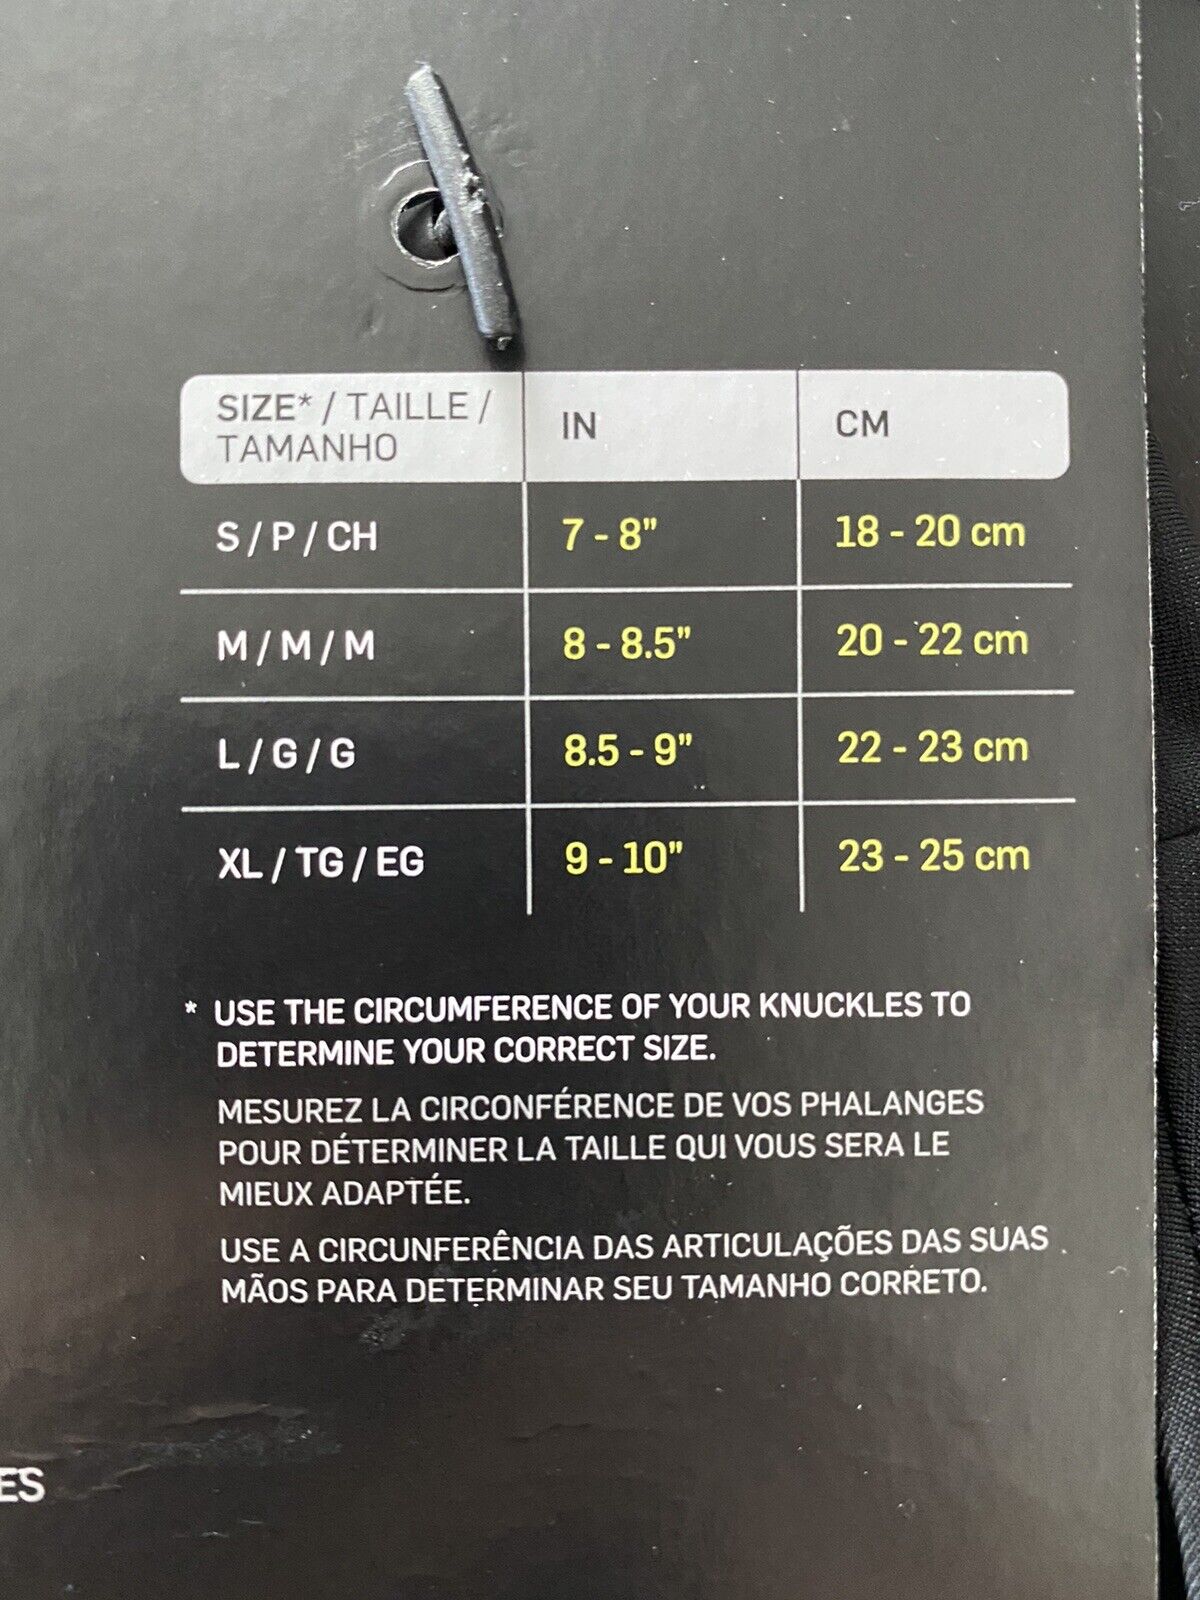 SIZE* / TAILLE / IN CM
TAMANHO
S / P / CH 7 - 8" 18 - 20 cm
M / M / M 8 - 8.5" 20 - 22 cm
L / G / G 8.5 - 9" 22 - 23 cm
XL / TG / EG 9 - 10" 23 - 25 cm
* USE THE CIRCUMFERENCE OF YOUR KNUCKLES TO
DETERMINE YOUR CORRECT SIZE.
MESUREZ LA CIRCONFÉRENCE DE VOS PHALANGES
POUR DÉTERMINER LA TAILLE QUI VOUS SERA LE
MIEUX ADAPTÉE.
USE A CIRCUNFERÊNCIA DAS ARTICULAÇÕES DAS SUAS
MÃOS PARA DETERMINAR SEU TAMANHO CORRETO.
ES